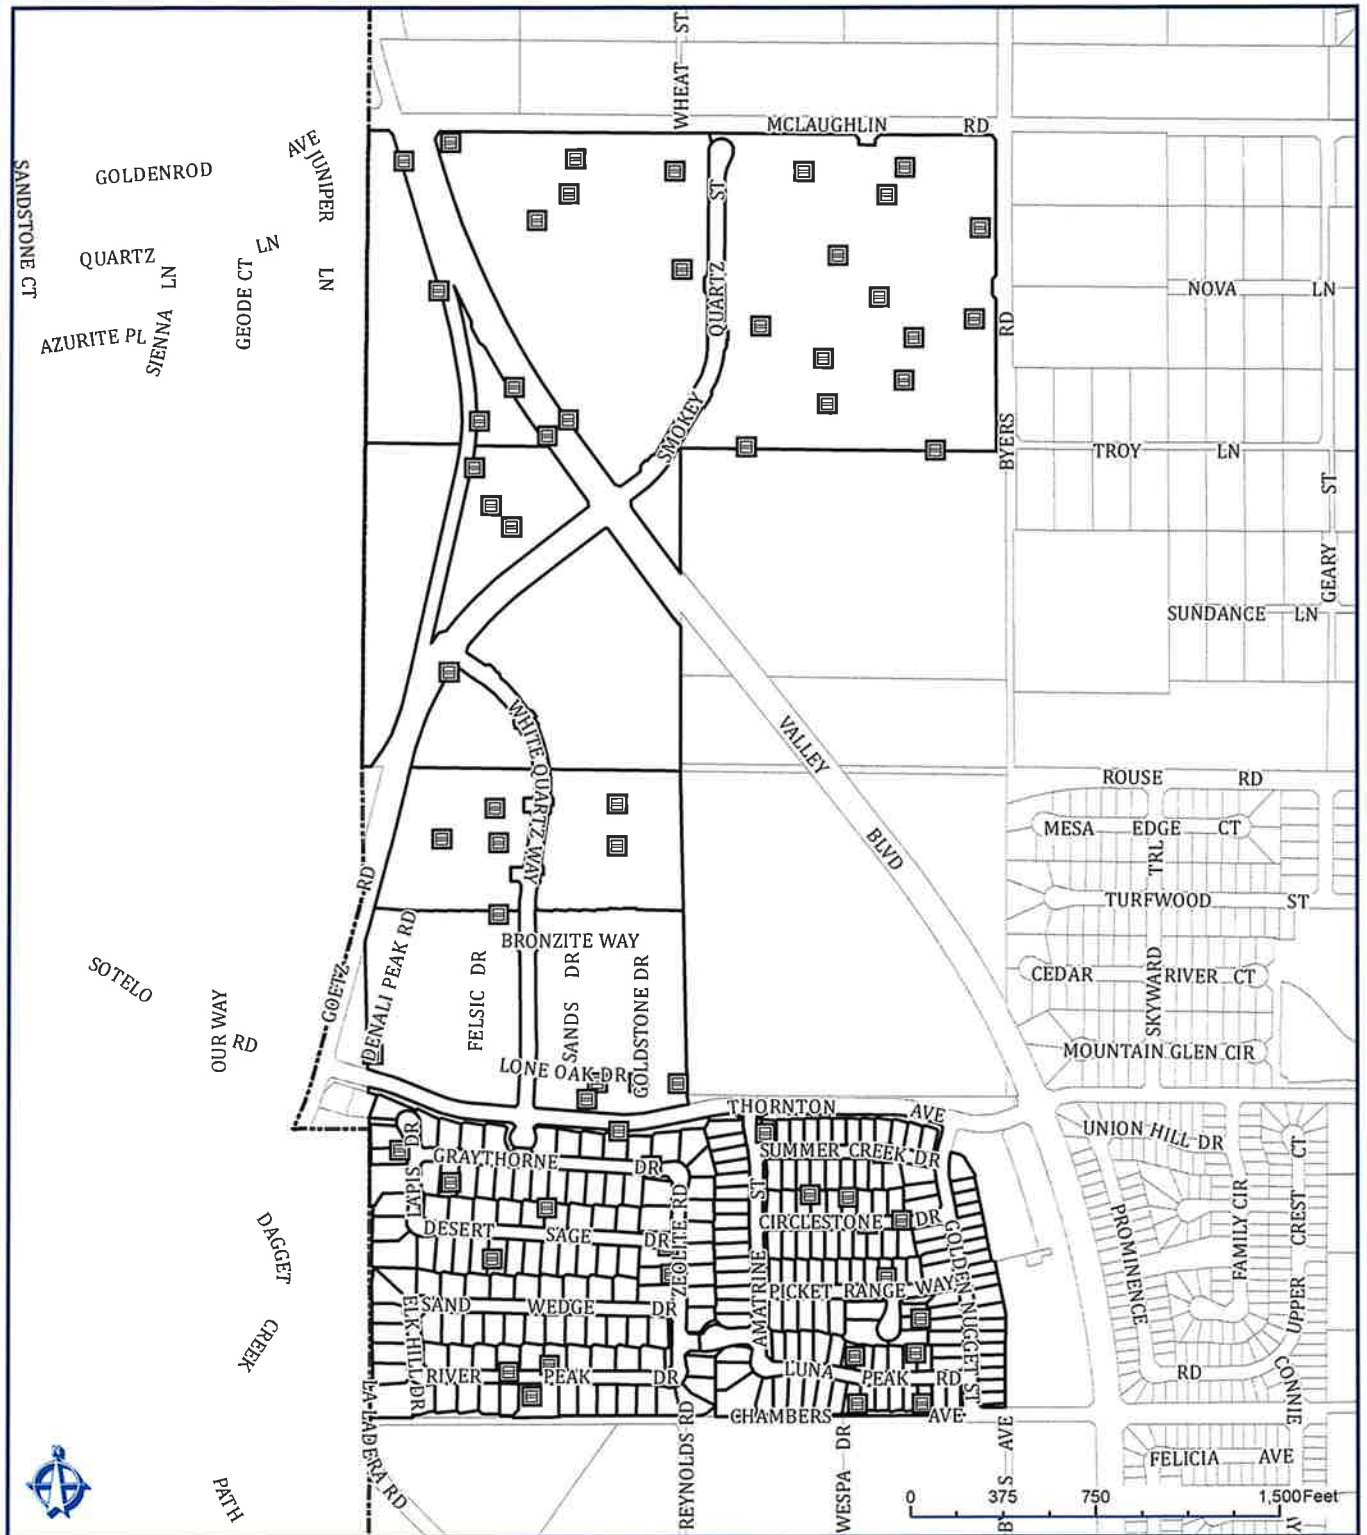 WHEAT ST
MCLAUGHLIN RD
SANDSTONE CT
GOLDENROD AVE
JUNIPER LN
QUARTZ LN
SIENNA LN
GEODE CT
AZURITE PL
SMOKEY QUARTZ ST
BYERS RD
NOVA LN
TROY LN
GEARY ST
SUNDANCE LN
WHITE QUARTZ WAY
VALLEY BLVD
ROUSE RD
MESA EDGE CT
TURFWOOD ST
SKYWARD TRL
CEDAR RIVER CT
MOUNTAIN GLEN CIR
GOETZ RD
DENALI PEAK RD
BRONZITE WAY
FELSIC DR
SANDS DR
GOLDSTONE DR
LONE OAK DR
SOTELO RD
OUR WAY
THORNTON AVE
SUMMER CREEK DR
UNION HILL DR
GRAYTHORNE DR
LAPIS DR
DESERT SAGE DR
ZEOLITE RD
AMATRINE ST
CIRCLESTONE DR
GOLDEN NUGGET ST
PICKET RANGE WAY
PROMINENCE RD
FAMILY CIR
UPPER CREST CT
DAGGET CREEK PATH
SAND WEDGE DR
ELK HILL DR
RIVER PEAK DR
LUNA PEAK RD
CONNIE
CHAMBERS AVE
LA LADERA RD
REYNOLDS RD
WESPA DR
S AVE
FELICIA AVE
N
0 375 750 1,500 Feet